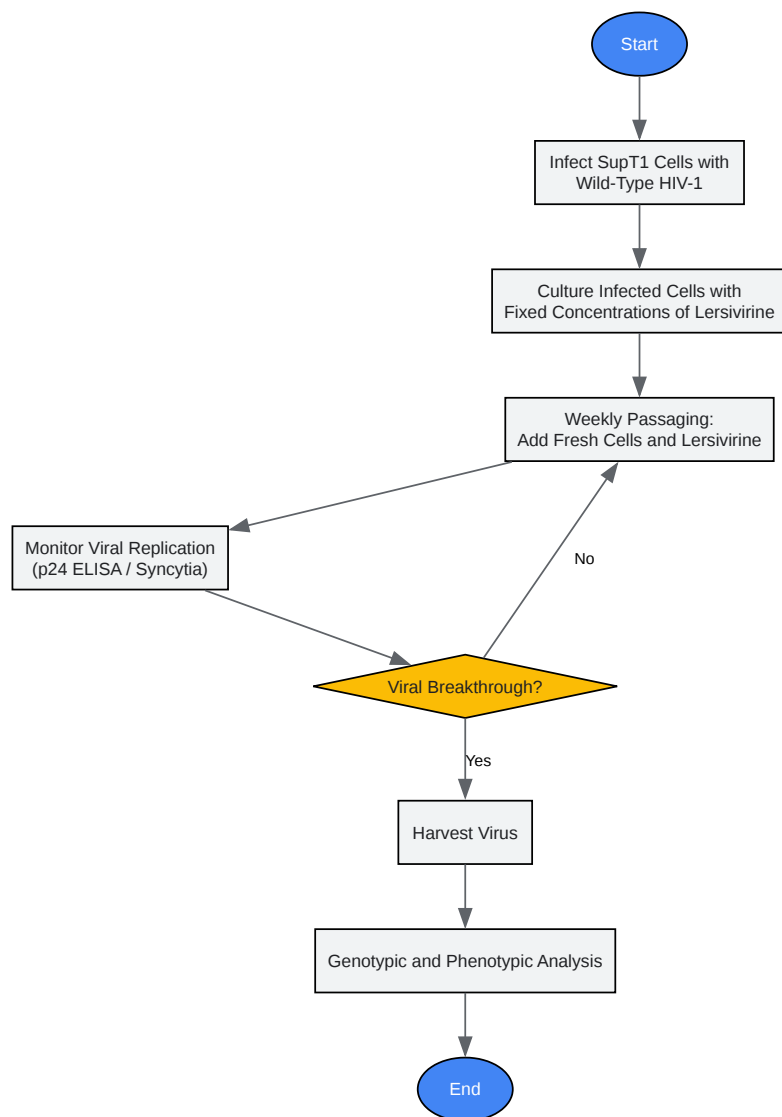 Start
Infect SupT1 Cells with
Wild-Type HIV-1
Culture Infected Cells with
Fixed Concentrations of Lersivirine
Weekly Passaging:
Add Fresh Cells and Lersivirine
Monitor Viral Replication
(p24 ELISA / Syncytia)
No
Viral Breakthrough?
Yes
Harvest Virus
Genotypic and Phenotypic Analysis
End